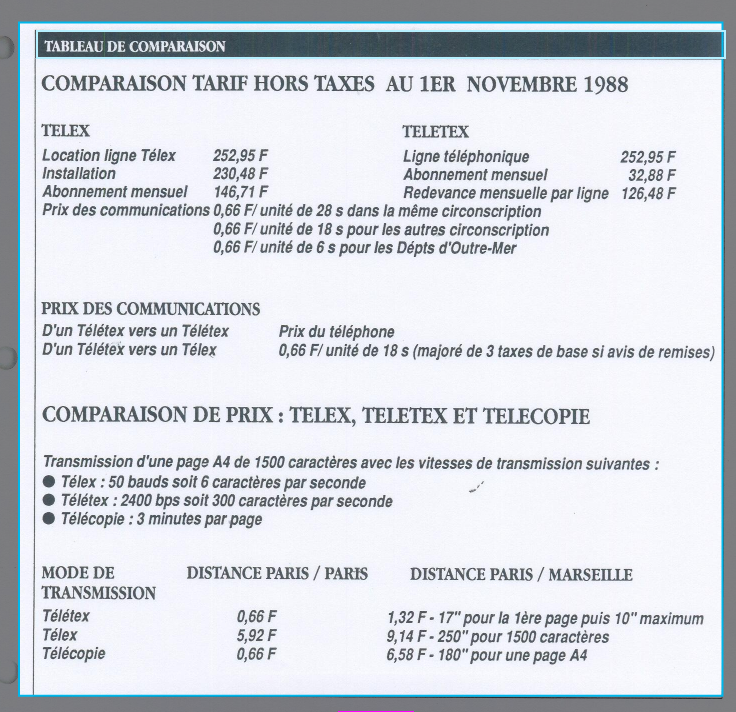 TABLEAU DE COMPARAISON
COMPARAISON TARIF HORS TAXES AU 1ER NOVEMBRE 1988
TELEX TELETEX
Location ligne Télex 252,95 F Ligne téléphonique 252,95 F
Installation 230,48 F Abonnement mensuel 32,88 F
Abonnement mensuel 146,71 F Redevance mensuelle par ligne 126,48 F
Prix des communications 0,66 F/ unité de 28 s dans la même circonscription
0,66 F/ unité de 18 s pour les autres circonscription
0,66 F/ unité de 6 s pour les Dépts d'Outre-Mer
PRIX DES COMMUNICATIONS
D'un Télétex vers un Télétex Prix du téléphone
D'un Télétex vers un Télex 0,66 F/ unité de 18 s (majoré de 3 taxes de base si avis de remises)
COMPARAISON DE PRIX : TELEX, TELETEX ET TELECOPIE
Transmission d'une page A4 de 1500 caractères avec les vitesses de transmission suivantes :
● Télex : 50 bauds soit 6 caractères par seconde
● Télétex : 2400 bps soit 300 caractères par seconde
● Télécopie : 3 minutes par page
MODE DE DISTANCE PARIS / PARIS DISTANCE PARIS / MARSEILLE
TRANSMISSION
Télétex 0,66 F 1,32 F - 17" pour la 1ère page puis 10" maximum
Télex 5,92 F 9,14 F - 250" pour 1500 caractères
Télécopie 0,66 F 6,58 F - 180" pour une page A4